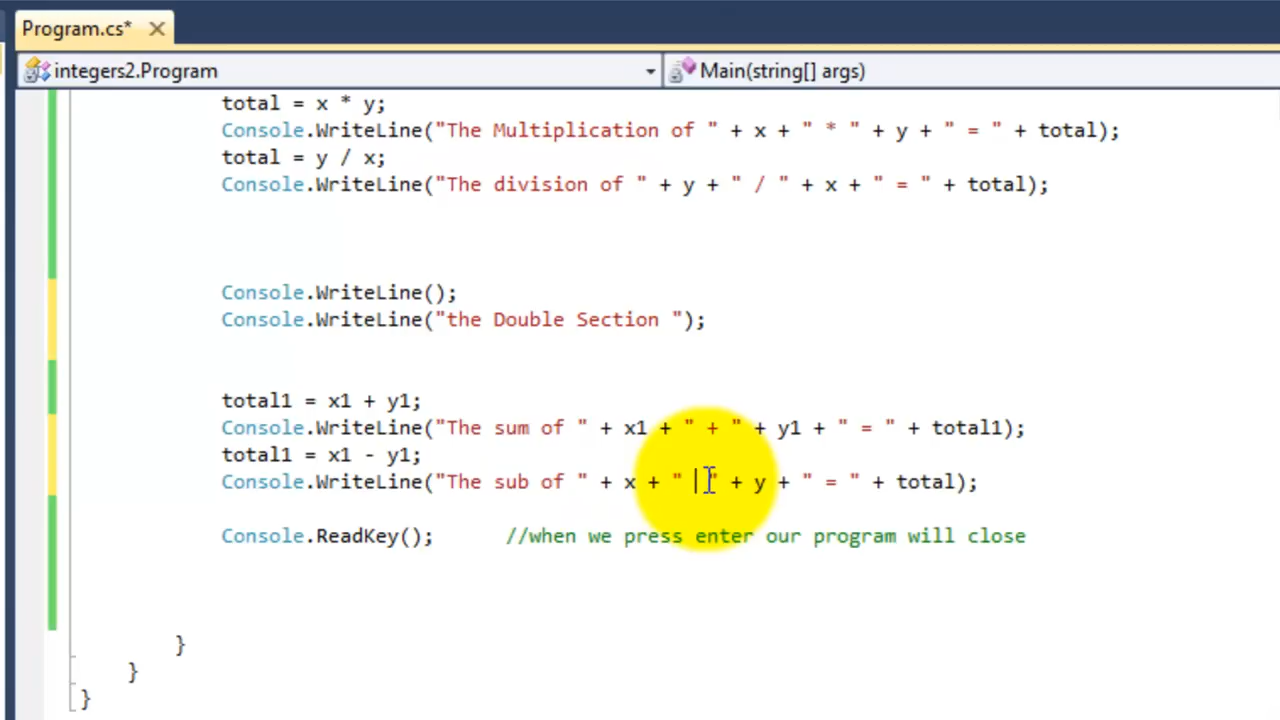 Program.cs*
integers2.Program
Main(string[] args)
total = x * y;
Console.WriteLine("The Multiplication of " + x + " * " + y + " = " + total);
total = y / x;
Console.WriteLine("The division of " + y + " / " + x + " = " + total);
Console.WriteLine();
Console.WriteLine("the Double Section ");
total1 = x1 + y1;
Console.WriteLine("The sum of " + x1 + " + " + y1 + " = " + total1);
total1 = x1 - y1;
Console.WriteLine("The sub of " + x + "  " + y + " = " + total);
Console.ReadKey(); //when we press enter our program will close
}
}
}